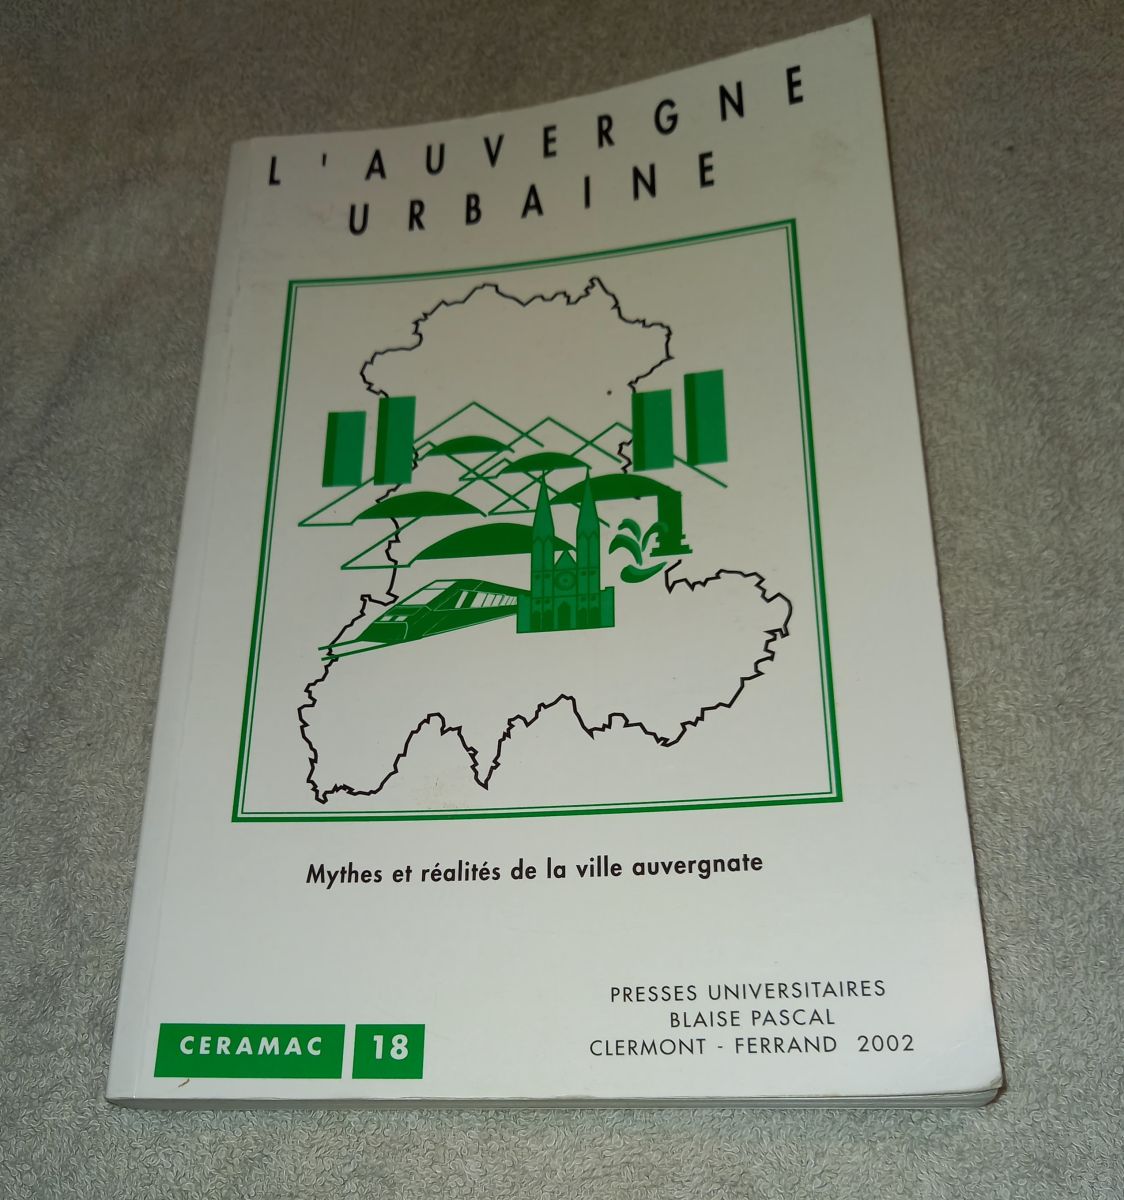 L'AUVERGNE
URBAINE
Mythes et réalités de la ville auvergnate
PRESSES UNIVERSITAIRES
BLAISE PASCAL
CLERMONT - FERRAND 2002
CERAMAC 18